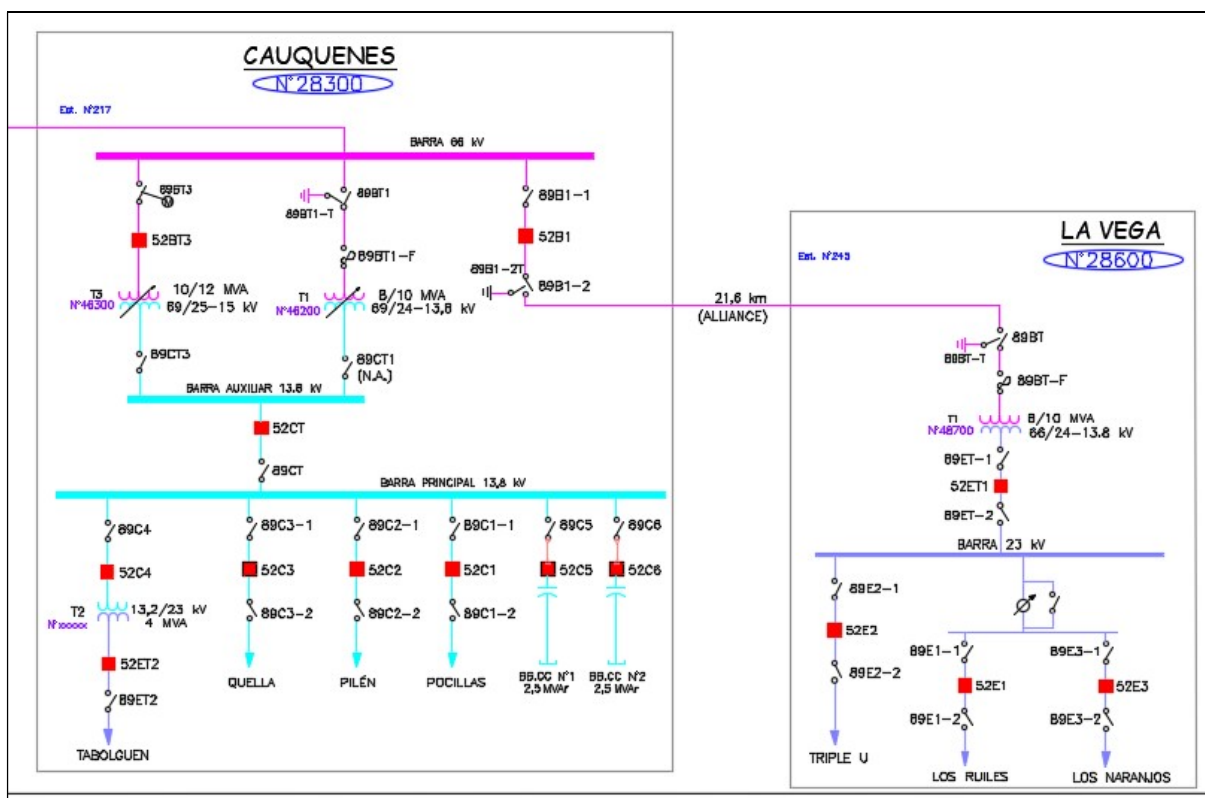 CAUQUENES
N°28300
Est. N°217
BARRA 66 kV
89BT3
M
89BT1
89BT1-T
89B1-1
52BT3
89BT1-F
52B1
89B1-2T
89B1-2
T3
N°46300
10/12 MVA
69/25-15 kV
T1
N°46200
8/10 MVA
69/24-13,8 kV
89CT3
89CT1
(N.A.)
BARRA AUXILIAR 13.8 kV
52CT
89CT
BARRA PRINCIPAL 13,8 kV
89C4
89C3-1
89C2-1
89C1-1
89C5
89C6
52C4
52C3
52C2
52C1
52C5
52C6
T2
N°xxxxx
13,2/23 kV
4 MVA
89C3-2
89C2-2
89C1-2
52ET2
89ET2
QUELLA
PILÉN
POCILLAS
BB.CC N°1
2,5 MVAr
BB.CC N°2
2,5 MVAr
TABOLGUEN
21,6 km
(ALLIANCE)
LA VEGA
N°28600
Est. N°243
89BT
89BT-T
89BT-F
T1
N°48700
8/10 MVA
66/24-13.8 kV
89ET-1
52ET1
89ET-2
BARRA 23 kV
89E2-1
52E2
89E2-2
89E1-1
89E3-1
52E1
52E3
89E1-2
89E3-2
TRIPLE U
LOS RUILES
LOS NARANJOS